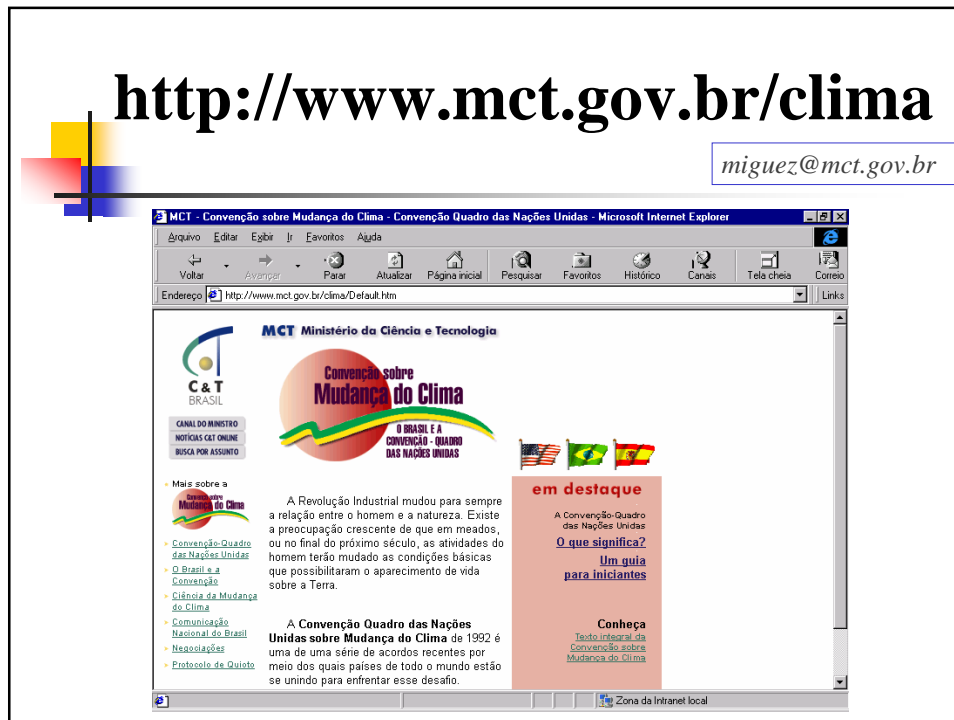 http://www.mct.gov.br/clima
miguez@mct.gov.br
MCT - Convenção sobre Mudança do Clima - Convenção Quadro das Nações Unidas - Microsoft Internet Explorer
Arquivo Editar Exibir Ir Favoritos Ajuda
Voltar Avançar Parar Atualizar Página inicial Pesquisar Favoritos Histórico Canais Tela cheia Correio
Endereço http://www.mct.gov.br/clima/Default.htm Links
C & T
BRASIL
CANAL DO MINISTRO
NOTÍCIAS C&T ONLINE
BUSCA POR ASSUNTO
Mais sobre a
Convenção sobre
Mudança do Clima
Convenção-Quadro
das Nações Unidas
O Brasil e a
Convenção
Ciência da Mudança
do Clima
Comunicação
Nacional do Brasil
Negociações
Protocolo de Quioto
MCT Ministério da Ciência e Tecnologia
Convenção sobre
Mudança do Clima
O BRASIL E A
CONVENÇÃO - QUADRO
DAS NAÇÕES UNIDAS
A Revolução Industrial mudou para sempre
a relação entre o homem e a natureza. Existe
a preocupação crescente de que em meados,
ou no final do próximo século, as atividades do
homem terão mudado as condições básicas
que possibilitaram o aparecimento de vida
sobre a Terra.
A Convenção Quadro das Nações
Unidas sobre Mudança do Clima de 1992 é
uma de uma série de acordos recentes por
meio dos quais países de todo o mundo estão
se unindo para enfrentar esse desafio.
em destaque
A Convenção-Quadro
das Nações Unidas
O que significa?
Um guia
para iniciantes
Conheça
Texto integral da
Convenção sobre
Mudança do Clima
Zona da Intranet local